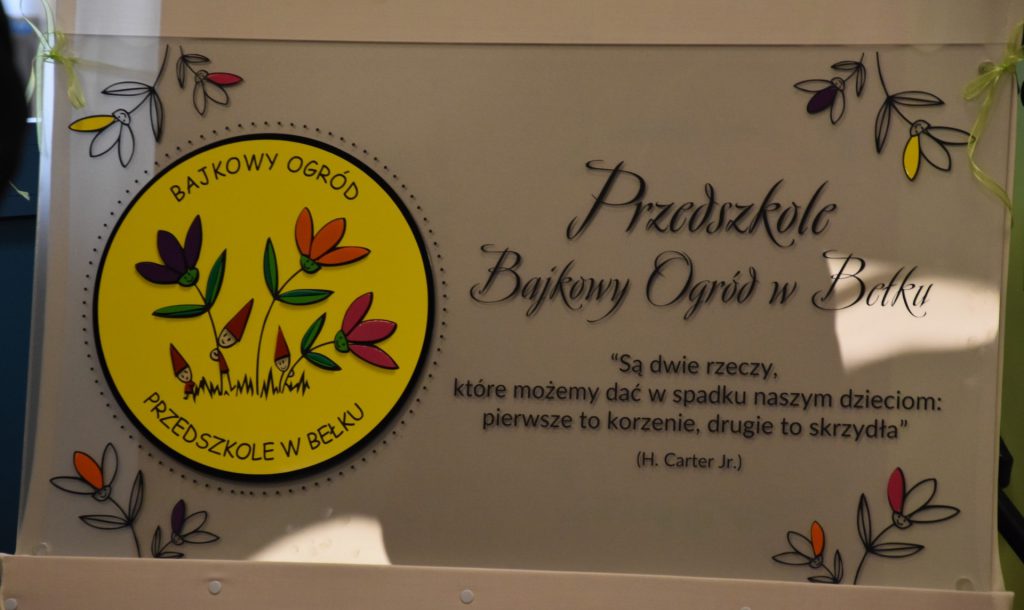 BAJKOWY OGRÓD
PRZEDSZKOLE W BEŁKU
Przedszkole
Bajkowy Ogród w Bełku
“Są dwie rzeczy,
które możemy dać w spadku naszym dzieciom:
pierwsze to korzenie, drugie to skrzydła”
(H. Carter Jr.)